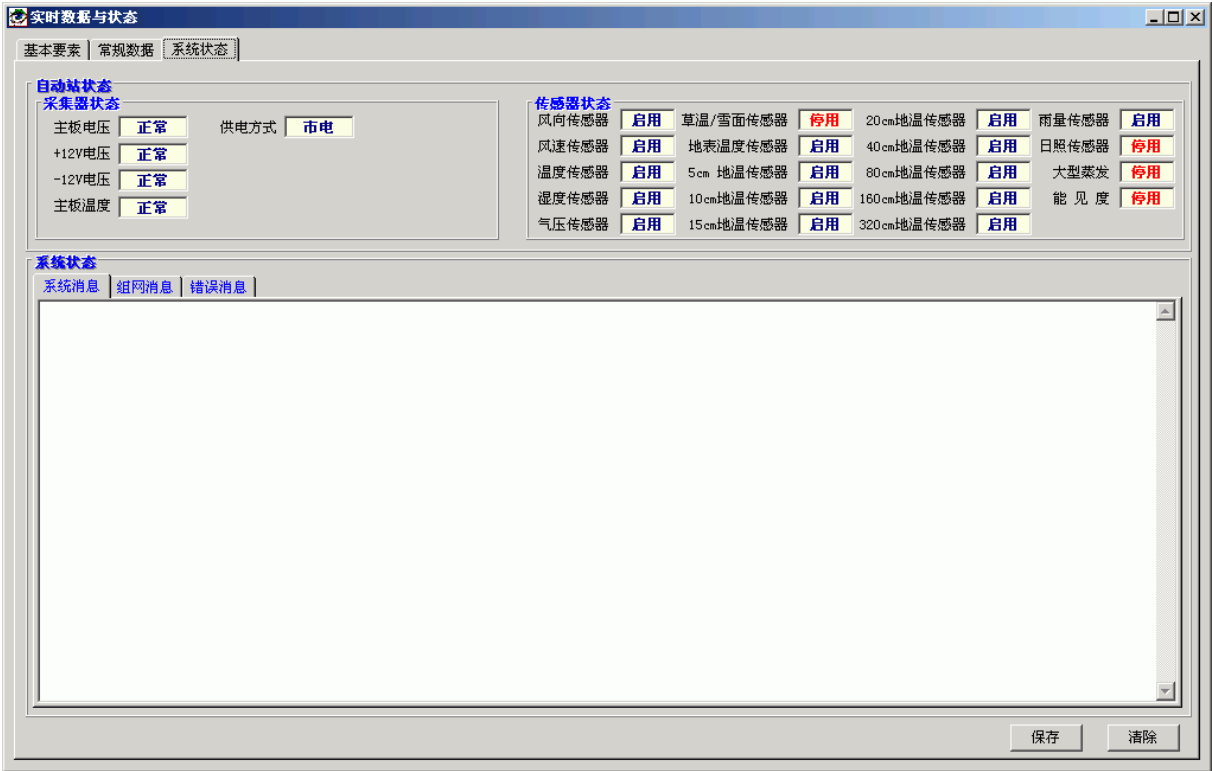 实时数据与状态
基本要素 常规数据 系统状态
自动站状态
采集器状态
主板电压 正常 供电方式 市电
+12V电压 正常
-12V电压 正常
主板温度 正常
传感器状态
风向传感器 启用 草温/雪面传感器 停用 20cm地温传感器 启用 雨量传感器 启用
风速传感器 启用 地表温度传感器 启用 40cm地温传感器 启用 日照传感器 停用
温度传感器 启用 5cm 地温传感器 启用 80cm地温传感器 启用 大型蒸发 停用
湿度传感器 启用 10cm地温传感器 启用 160cm地温传感器 启用 能 见 度 停用
气压传感器 启用 15cm地温传感器 启用 320cm地温传感器 启用
系统状态
系统消息 组网消息 错误消息
保存 清除